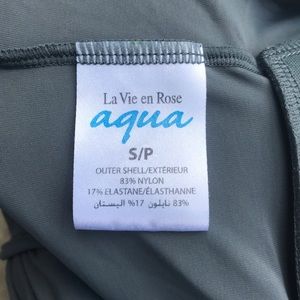 La Vie en Rose
aqua
S/P
OUTER SHELL/EXTÉRIEUR
83% NYLON
17% ELASTANE/ÉLASTHANNE
83% نايلون 17% اليستان